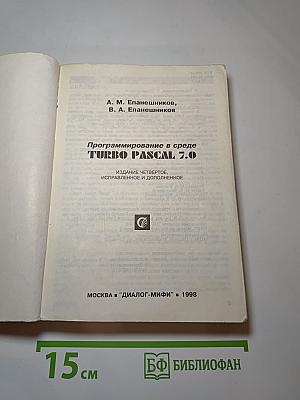 А. М. Епанешников,
В. А. Епанешников
Программирование в среде
TURBO PASCAL 7.0
ИЗДАНИЕ ЧЕТВЕРТОЕ,
ИСПРАВЛЕННОЕ И ДОПОЛНЕННОЕ
МОСКВА ■ "ДИАЛОГ-МИФИ" ■ 1998
15 см
БФ БИБЛИОФАН